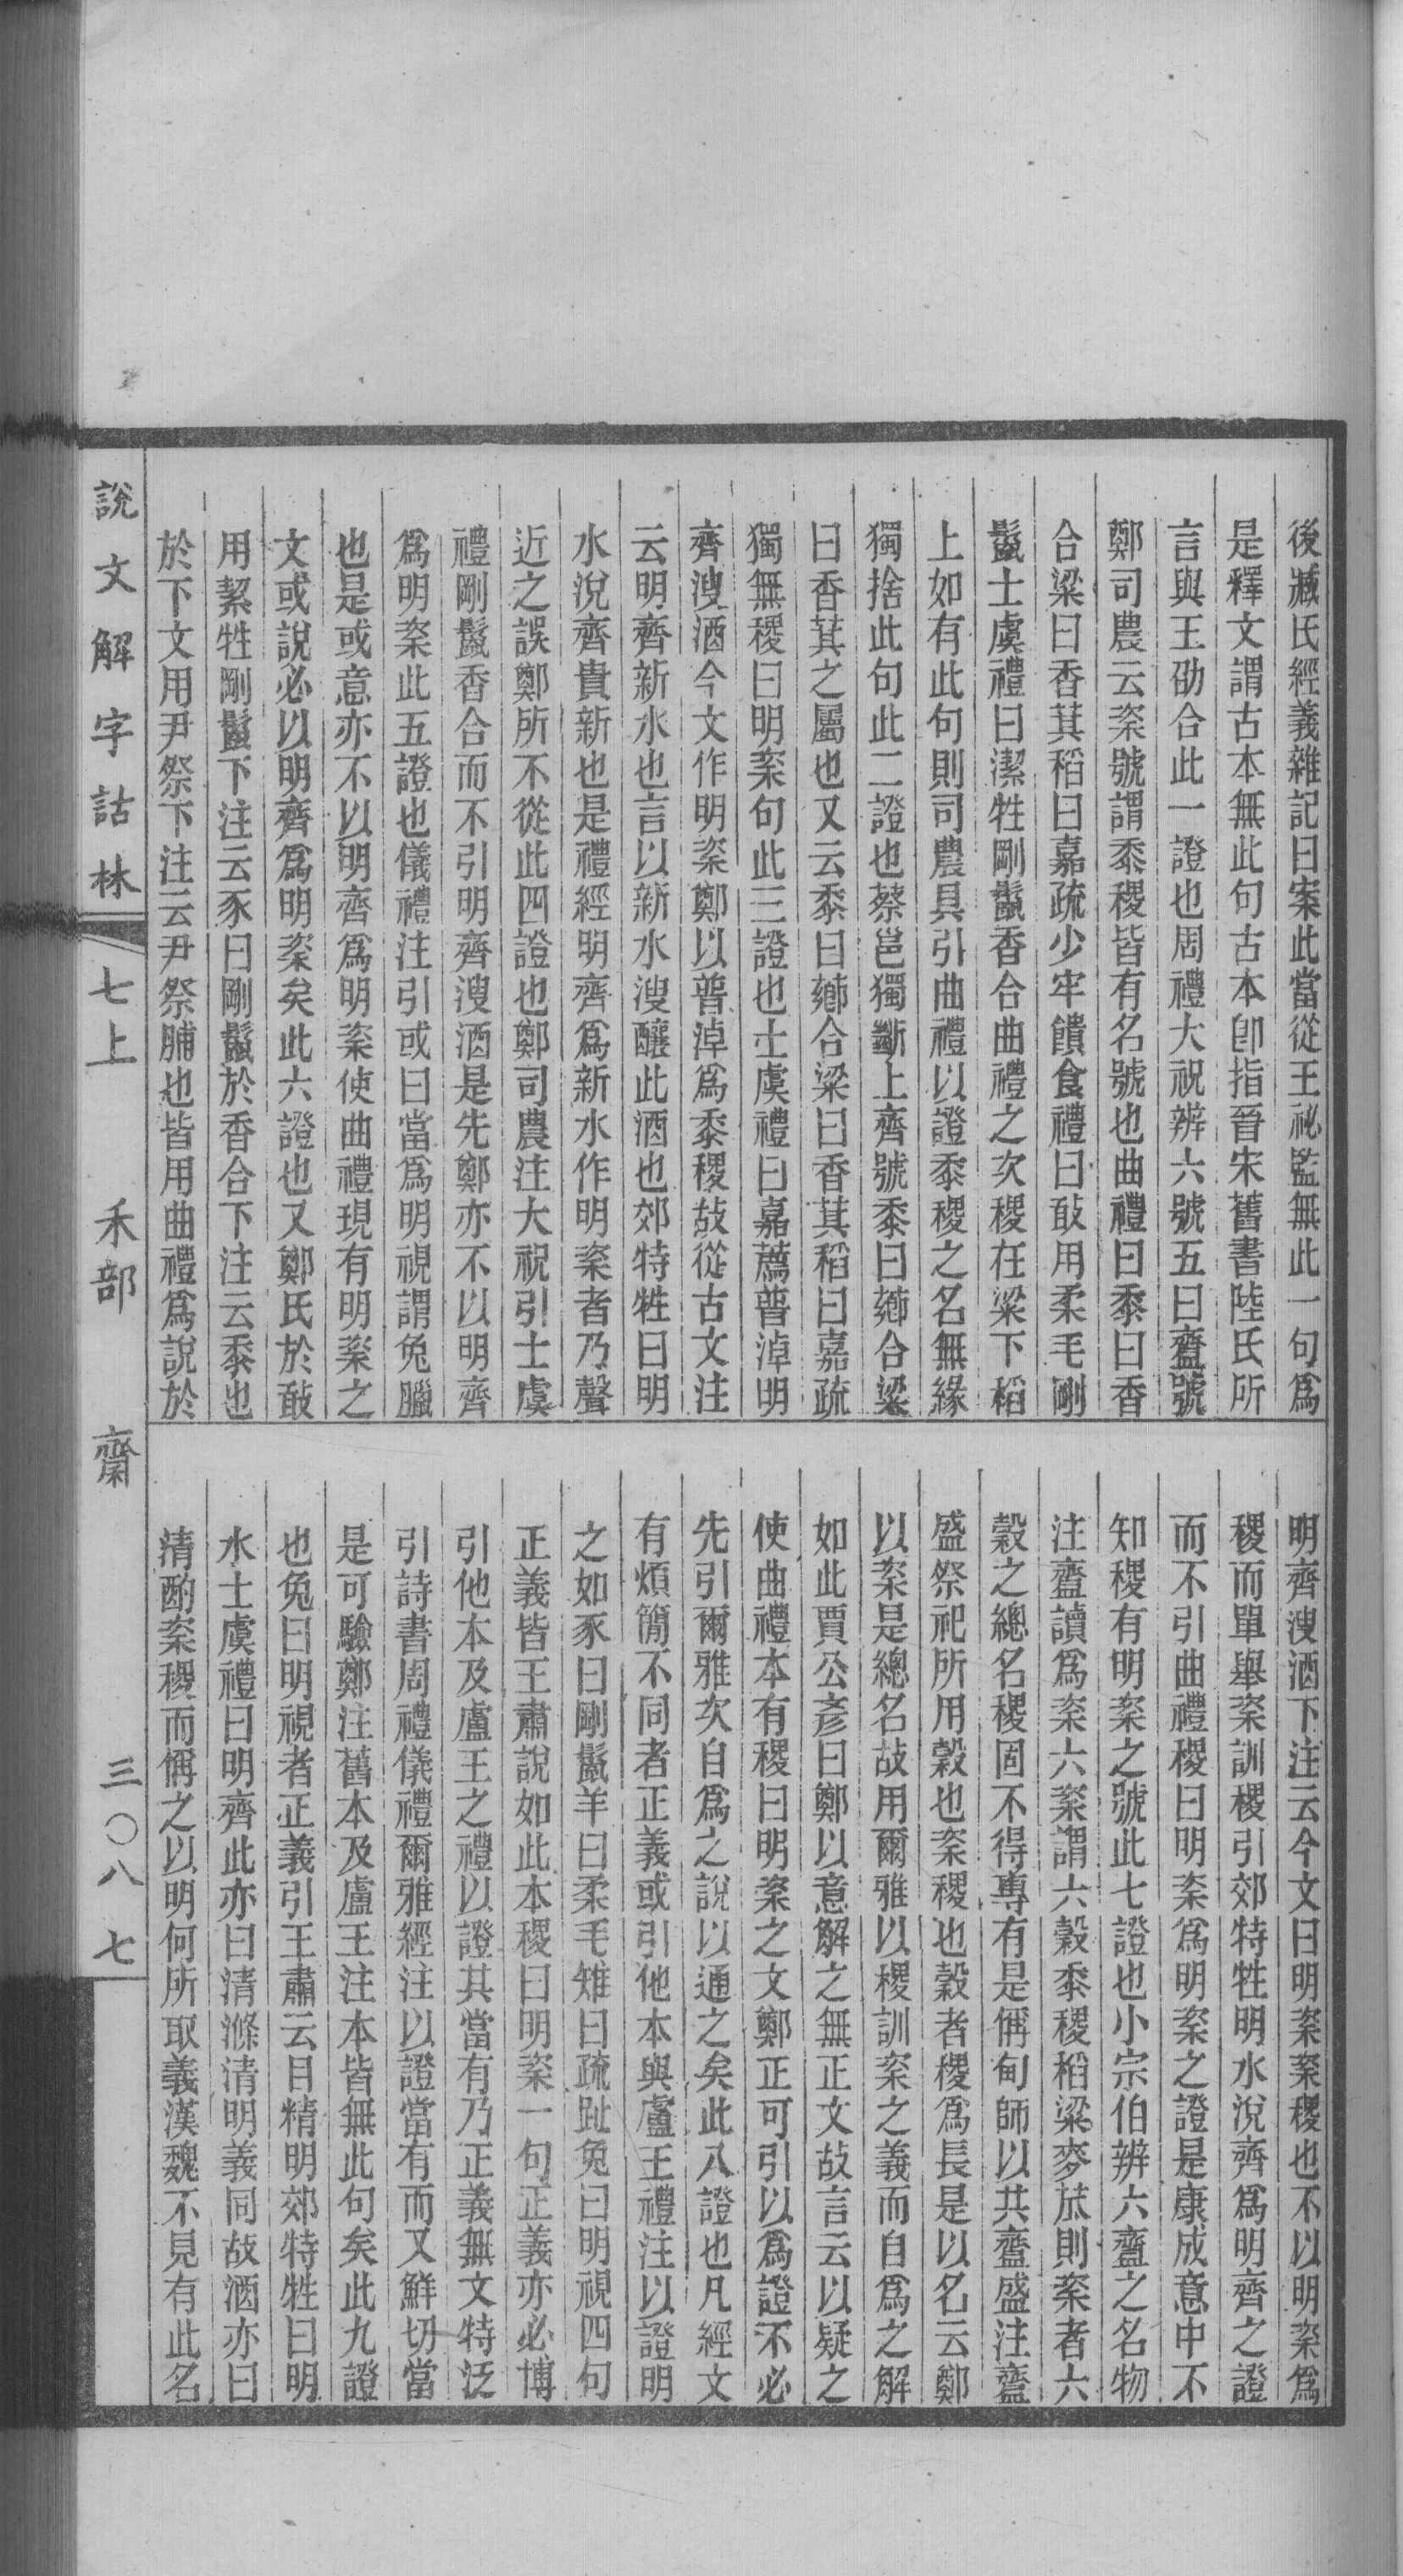 後臧氏經義雜記曰案此當從王祕監無此一句爲
是釋文謂古本無此句古本卽指晉宋舊書陸氏所
言與王劭合此一證也周禮大祝辨六號五曰齍號
鄭司農云粢號謂黍稷皆有名號也曲禮曰黍曰香
合粱曰香萁稻曰嘉疏少牢饋食禮曰敢用柔毛剛
鬣士虞禮曰潔牲剛鬣香合曲禮之次稷在粱下稻
上如有此句則司農具引曲禮以證黍稷之名無緣
獨捨此句此二證也蔡邕獨斷上齊號黍曰薌合粱
曰香萁之屬也又云黍曰薌合粱曰香萁稻曰嘉疏
獨無稷曰明粢句此三證也士虞禮曰嘉薦普淖明
齊溲酒今文作明粢鄭以普淖爲黍稷故從古文注
云明齊新水也言以新水溲釀此酒也郊特牲曰明
水涗齊貴新也是禮經明齊爲新水作明粢者乃聲
近之誤鄭所不從此四證也鄭司農注大祝引士虞
禮剛鬣香合而不引明齊溲酒是先鄭亦不以明齊
爲明粢此五證也儀禮注引或曰當爲明視謂兔臘
也是或意亦不以明齊爲明粢使曲禮現有明粢之
文或說必以明齊爲明粢矣此六證也又鄭氏於敢
用絜牲剛鬣下注云豕曰剛鬣於香合下注云黍也
於下文用尹祭下注云尹祭脯也皆用曲禮爲說於
明齊溲酒下注云今文曰明粢粢稷也不以明粢爲
稷而單舉粢訓稷引郊特牲明水涗齊爲明齊之證
而不引曲禮稷曰明粢爲明粢之證是康成意中不
知稷有明粢之號此七證也小宗伯辨六齍之名物
注齍讀爲粢六粢謂六穀黍稷稻粱麥苽則粢者六
穀之總名稷固不得專有是偁甸師以共齍盛注齍
盛祭祀所用穀也粢稷也穀者稷爲長是以名云鄭
以粢是總名故用爾雅以稷訓粢之義而自爲之解
如此賈公彥曰鄭以意解之無正文故言云以疑之
使曲禮本有稷曰明粢之文鄭正可引以爲證不必
先引爾雅次自爲之說以通之矣此八證也凡經文
有煩簡不同者正義或引他本與盧王禮注以證明
之如豕曰剛鬣羊曰柔毛雉曰疏趾兔曰明視四句
正義皆王肅說如此本稷曰明粢一句正義亦必博
引他本及盧王之禮以證其當有乃正義無文特泛
引詩書周禮儀禮爾雅經注以證當有而又鮮切當
是可驗鄭注舊本及盧王注本皆無此句矣此九證
也兔曰明視者正義引王肅云目精明郊特牲曰明
水士虞禮曰明齊此亦曰清滌清明義同故酒亦曰
清酌粢稷而偁之以明何所取義漢魏不見有此名
說文解字詁林 七上 禾部 齋 三〇八七